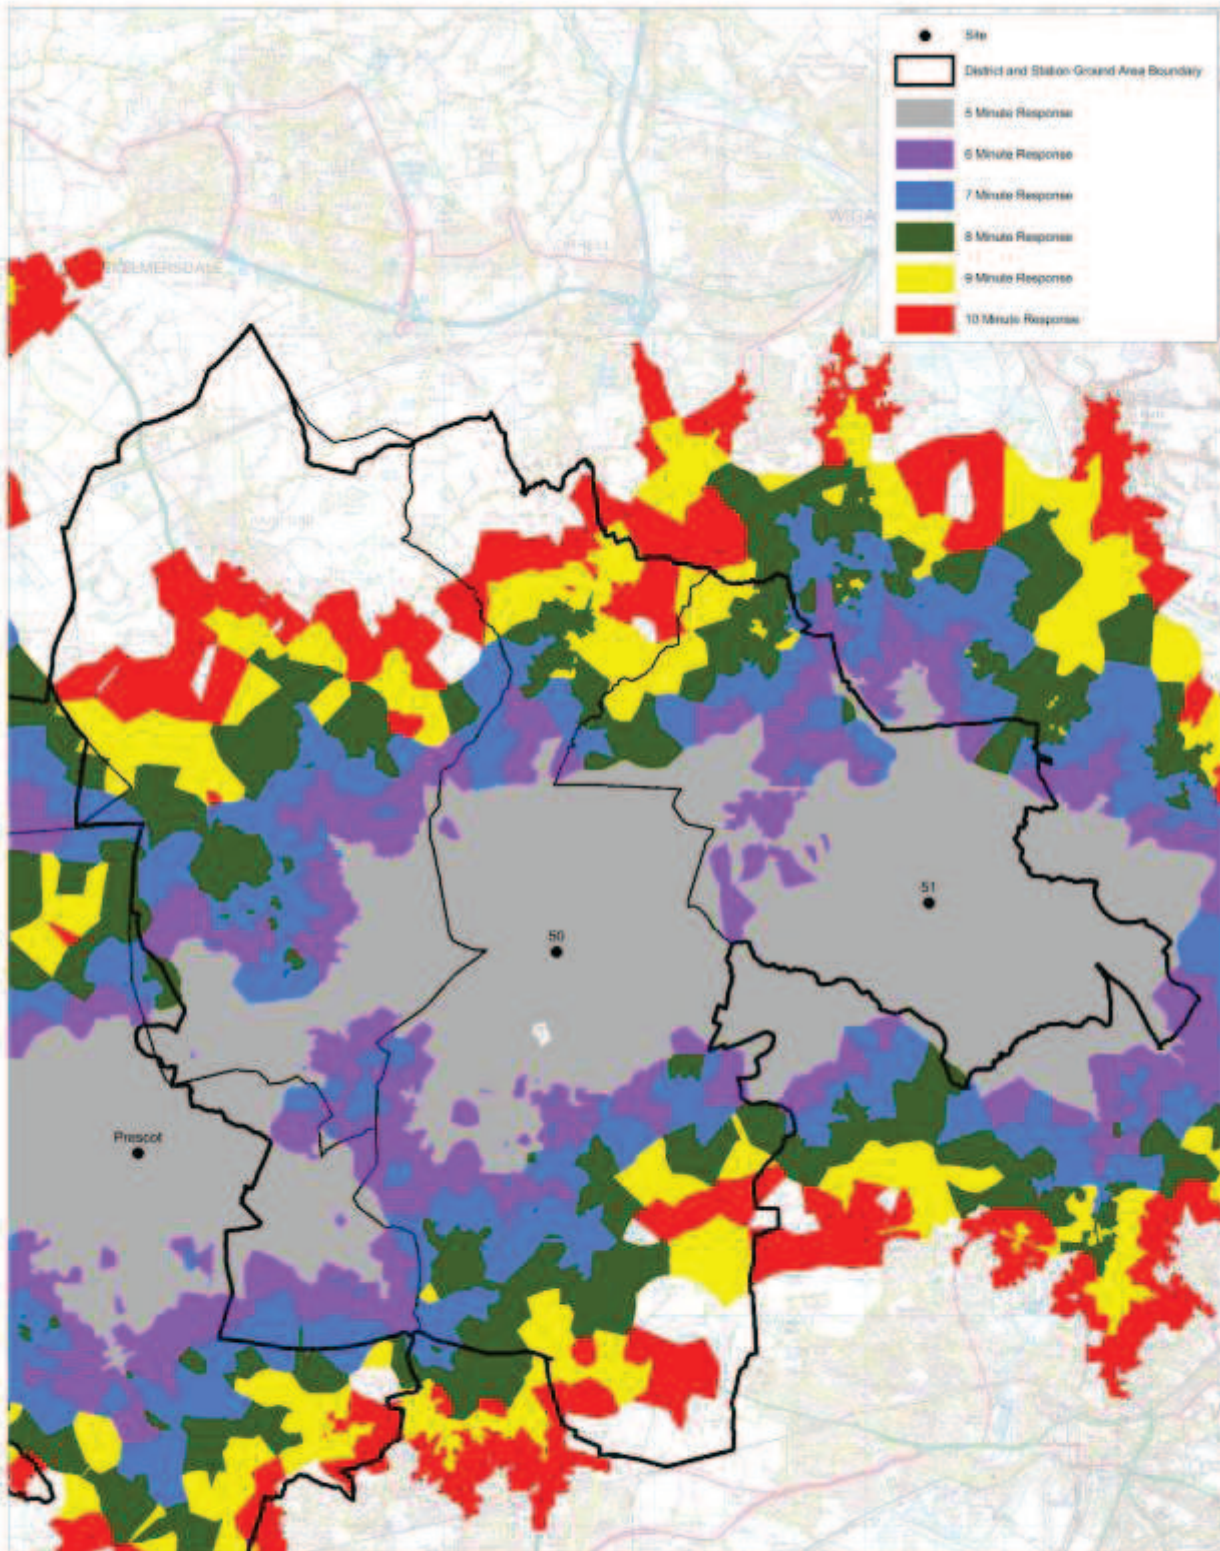 Site
District and Station Ground Area Boundary
5 Minute Response
6 Minute Response
7 Minute Response
8 Minute Response
9 Minute Response
10 Minute Response
WIGA
51
50
Prescot